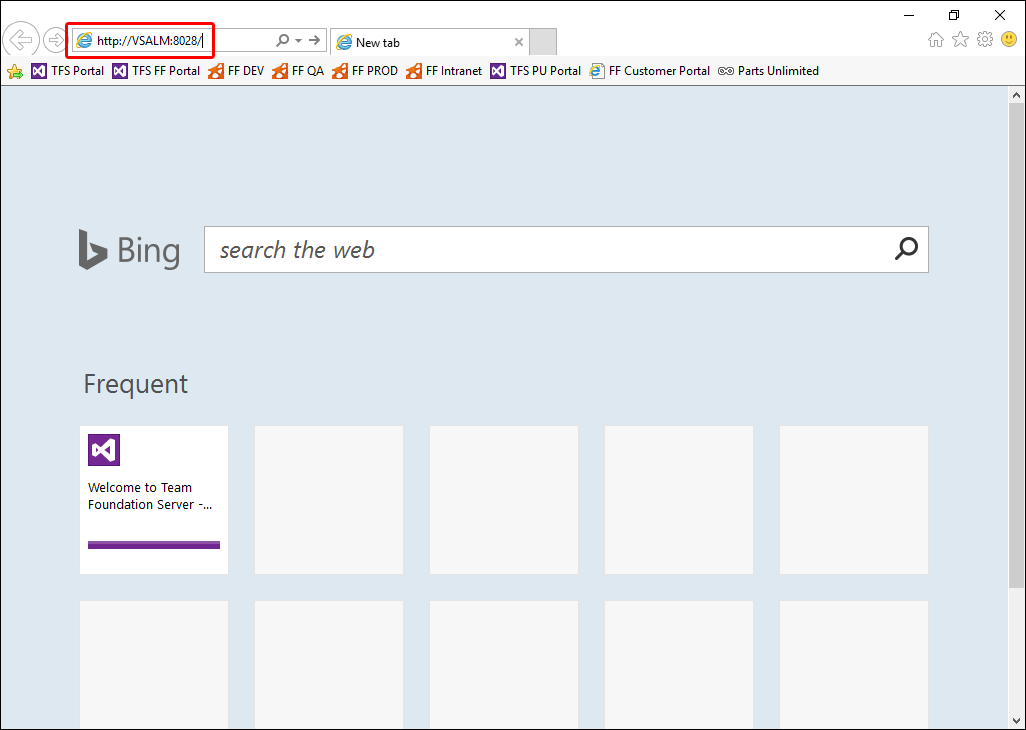 http://VSALM:8028/
New tab
TFS Portal TFS FF Portal FF DEV FF QA FF PROD FF Intranet TFS PU Portal FF Customer Portal Parts Unlimited
Bing search the web
Frequent
Welcome to Team
Foundation Server -...